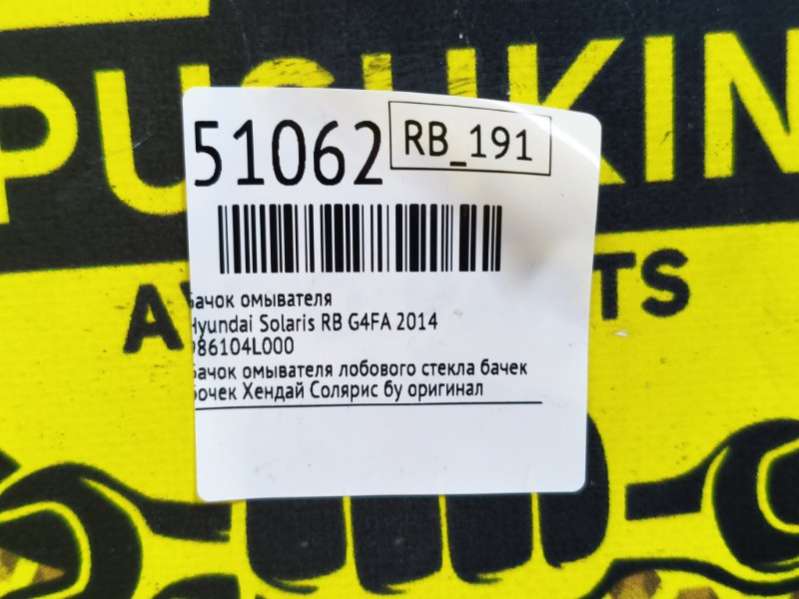 PUSHKIN
51062
RB_191
Бачок омывателя
Hyundai Solaris RB G4FA 2014
986104L000
Бачок омывателя лобового стекла бачек
бочек Хендай Солярис бу оригинал